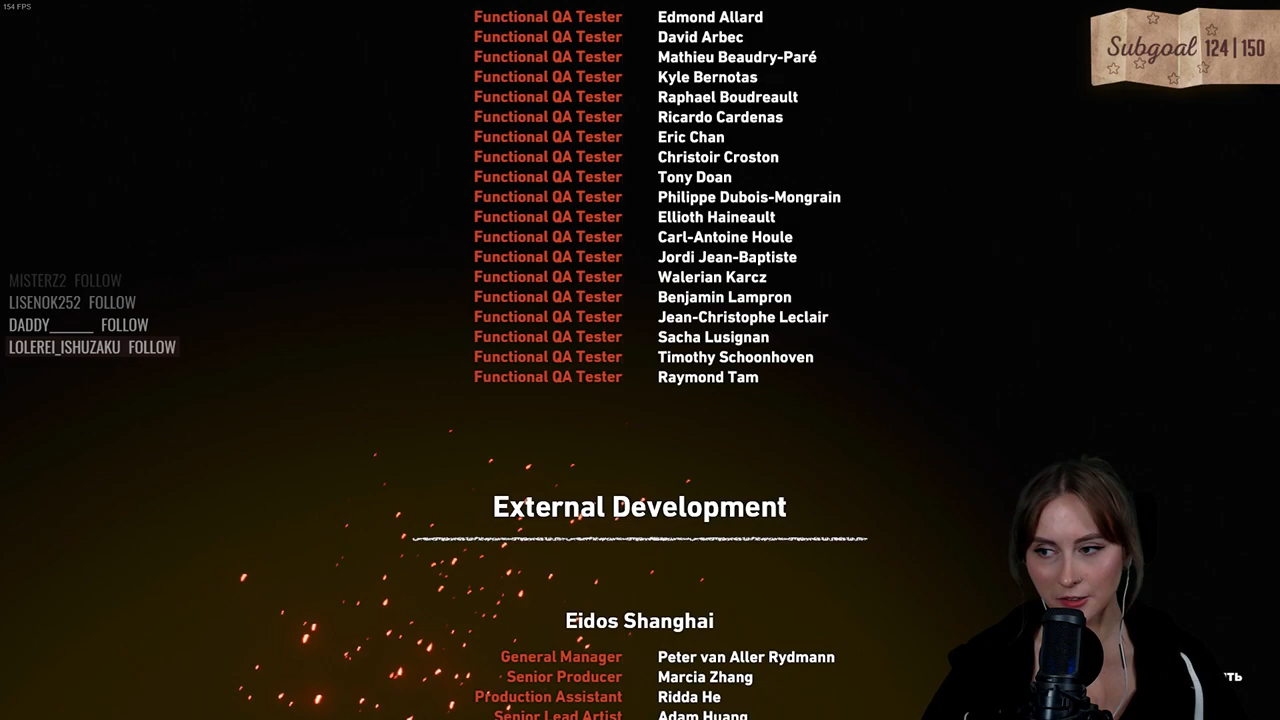 154 FPS
Subgoal 124|150
Functional QA Tester Edmond Allard
Functional QA Tester David Arbec
Functional QA Tester Mathieu Beaudry-Paré
Functional QA Tester Kyle Bernotas
Functional QA Tester Raphael Boudreault
Functional QA Tester Ricardo Cardenas
Functional QA Tester Eric Chan
Functional QA Tester Christoir Croston
Functional QA Tester Tony Doan
Functional QA Tester Philippe Dubois-Mongrain
Functional QA Tester Ellioth Haineault
Functional QA Tester Carl-Antoine Houle
Functional QA Tester Jordi Jean-Baptiste
Functional QA Tester Walerian Karcz
Functional QA Tester Benjamin Lampron
Functional QA Tester Jean-Christophe Leclair
Functional QA Tester Sacha Lusignan
Functional QA Tester Timothy Schoonhoven
Functional QA Tester Raymond Tam
MISTERZ2 FOLLOW
LISENOK252 FOLLOW
DADDY______ FOLLOW
LOLEREI_ISHUZAKU FOLLOW
External Development
Eidos Shanghai
General Manager Peter van Aller Rydmann
Senior Producer Marcia Zhang
Production Assistant Ridda He
Senior Lead Artist Adam Huang